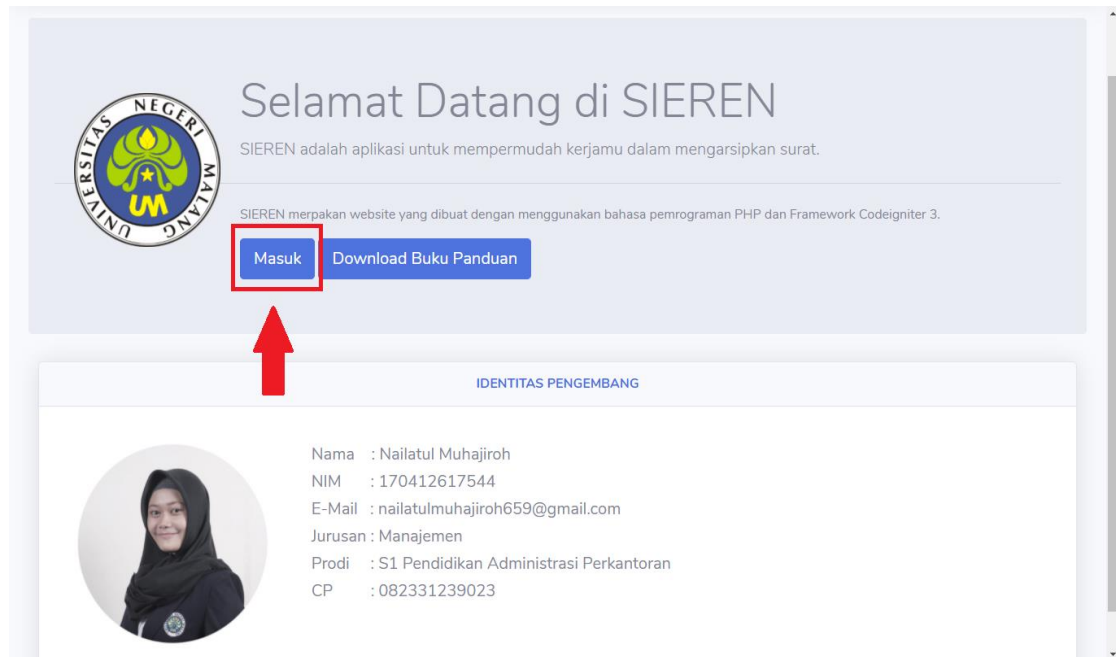 UNIVERSITAS NEGERI MALANG
UM
Selamat Datang di SIEREN
SIEREN adalah aplikasi untuk mempermudah kerjamu dalam mengarsipkan surat.
SIEREN merpakan website yang dibuat dengan menggunakan bahasa pemrograman PHP dan Framework Codeigniter 3.
Masuk Download Buku Panduan
IDENTITAS PENGEMBANG
Nama : Nailatul Muhajiroh
NIM : 170412617544
E-Mail : nailatulmuhajiroh659@gmail.com
Jurusan : Manajemen
Prodi : S1 Pendidikan Administrasi Perkantoran
CP : 082331239023